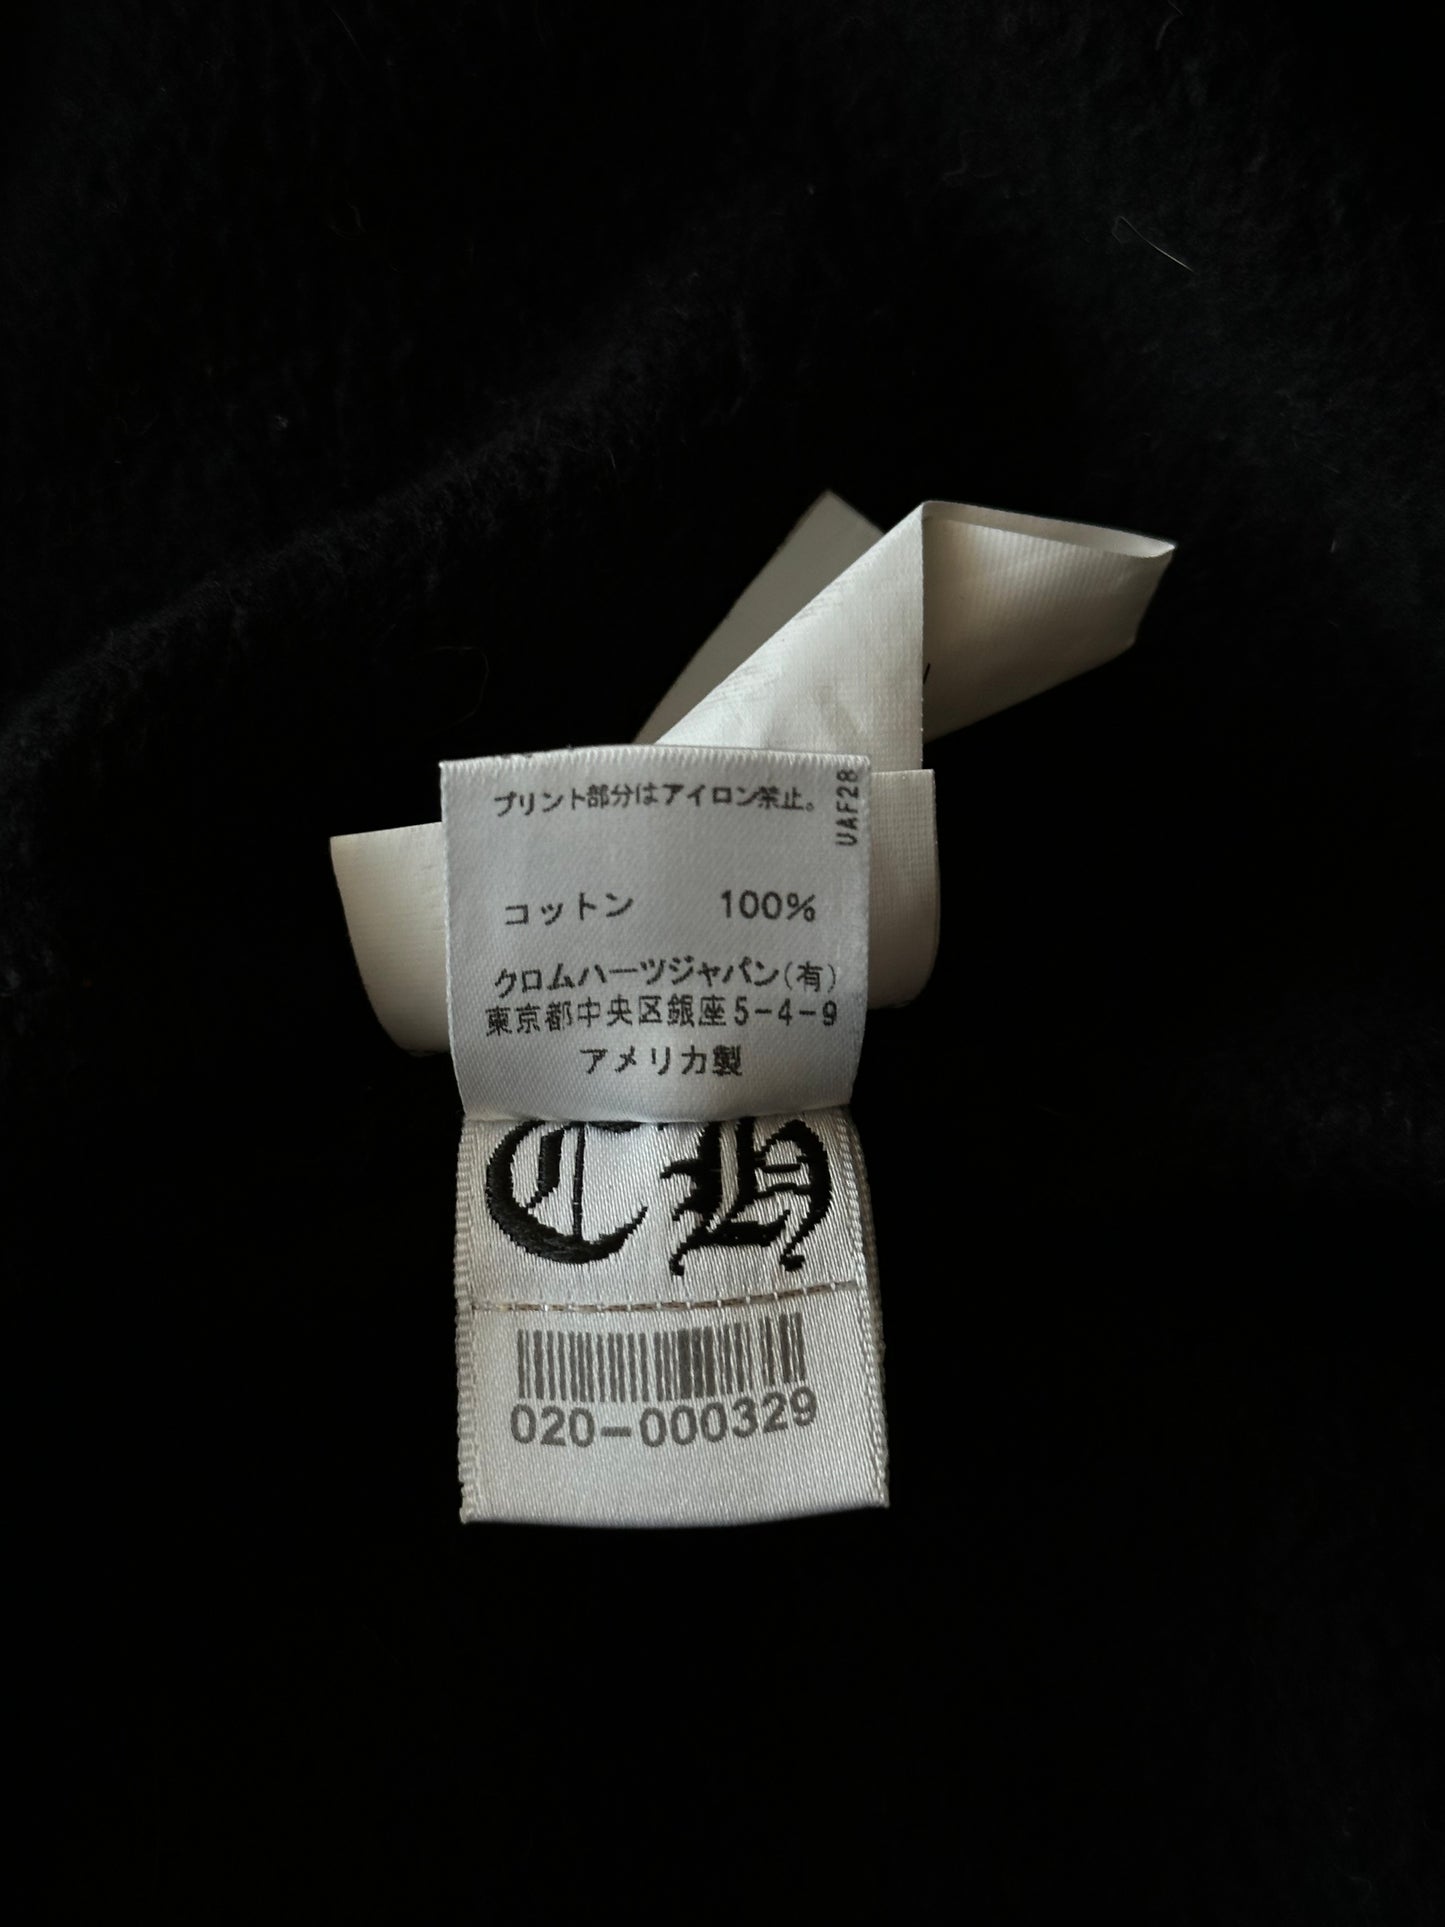 プリント部分はアイロン禁止。
UAF28
コットン 100%
クロムハーツジャパン(有)
東京都中央区銀座5-4-9
アメリカ製
CH
020-000329